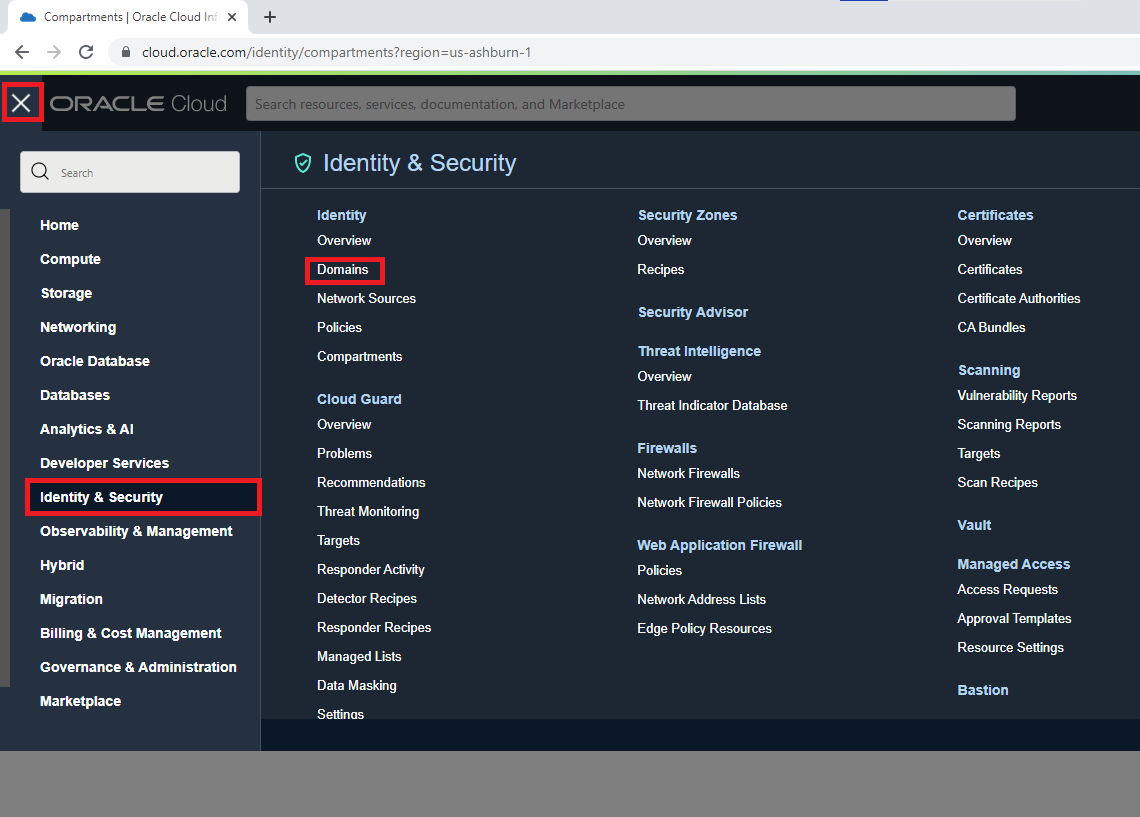 Compartments | Oracle Cloud Inf
cloud.oracle.com/identity/compartments?region=us-ashburn-1
ORACLE Cloud
Search resources, services, documentation, and Marketplace
Search
Home
Compute
Storage
Networking
Oracle Database
Databases
Analytics & AI
Developer Services
Identity & Security
Observability & Management
Hybrid
Migration
Billing & Cost Management
Governance & Administration
Marketplace
Identity & Security
Identity
Overview
Domains
Network Sources
Policies
Compartments
Cloud Guard
Overview
Problems
Recommendations
Threat Monitoring
Targets
Responder Activity
Detector Recipes
Responder Recipes
Managed Lists
Data Masking
Settings
Security Zones
Overview
Recipes
Security Advisor
Threat Intelligence
Overview
Threat Indicator Database
Firewalls
Network Firewalls
Network Firewall Policies
Web Application Firewall
Policies
Network Address Lists
Edge Policy Resources
Certificates
Overview
Certificates
Certificate Authorities
CA Bundles
Scanning
Vulnerability Reports
Scanning Reports
Targets
Scan Recipes
Vault
Managed Access
Access Requests
Approval Templates
Resource Settings
Bastion